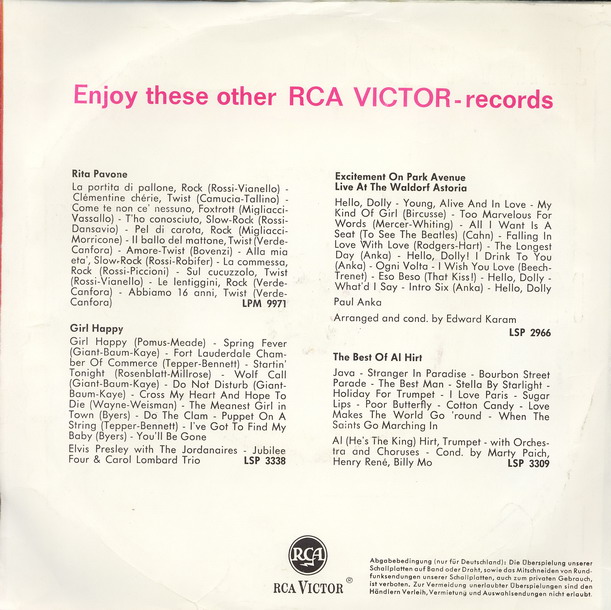 Enjoy these other RCA VICTOR-records
Rita Pavone
La partita di pallone, Rock (Rossi-Vianello) -
Clémentine chérie, Twist (Camucia-Tallino) -
Come te non ce' nessuno, Foxtrott (Migliacci-
Vassallo) - T'ho conosciuto, Slow-Rock (Rossi-
Dansavio) - Pel di carota, Rock (Migliacci-
Morricone) - Il ballo del mattone, Twist (Verde-
Canfora) - Amore-Twist (Bovenzi) - Alla mia
eta', Slow-Rock (Rossi-Robifer) - La commessa,
Rock (Rossi-Piccioni) - Sul cucuzzolo, Twist
(Rossi-Vianello) - Le lentiggini, Rock (Verde-
Canfora) - Abbiamo 16 anni, Twist (Verde-
Canfora) LPM 9971
Girl Happy
Girl Happy (Pomus-Meade) - Spring Fever
(Giant-Baum-Kaye) - Fort Lauderdale Cham-
ber Of Commerce (Tepper-Bennett) - Startin'
Tonight (Rosenblatt-Millrose) - Wolf Call
(Giant-Baum-Kaye) - Do Not Disturb (Giant-
Baum-Kaye) - Cross My Heart And Hope To
Die (Wayne-Weisman) - The Meanest Girl in
Town (Byers) - Do The Clam - Puppet On A
String (Tepper-Bennett) - I've Got To Find My
Baby (Byers) - You'll Be Gone
Elvis Presley with The Jordanaires - Jubilee
Four & Carol Lombard Trio LSP 3338
Excitement On Park Avenue
Live At The Waldorf Astoria
Hello, Dolly - Young, Alive And In Love - My
Kind Of Girl (Bircusse) - Too Marvelous For
Words (Mercer-Whiting) - All I Want Is A
Seat (To See The Beatles) (Cahn) - Falling In
Love With Love (Rodgers-Hart) - The Longest
Day (Anka) - Hello, Dolly! I Drink To You
(Anka) - Ogni Volta - I Wish You Love (Beech-
Trenet) - Eso Beso (That Kiss!) - Hello, Dolly -
What'd I Say - Intro Six (Anka) - Hello, Dolly
Paul Anka
Arranged and cond. by Edward Karam
LSP 2966
The Best Of Al Hirt
Java - Stranger In Paradise - Bourbon Street
Parade - The Best Man - Stella By Starlight -
Holiday For Trumpet - I Love Paris - Sugar
Lips - Poor Butterfly - Cotton Candy - Love
Makes The World Go 'round - When The
Saints Go Marching In
Al (He's The King) Hirt, Trumpet - with Orches-
tra and Choruses - Cond. by Marty Paich,
Henry René, Billy Mo LSP 3309
RCA
RCA VICTOR ®
Abgabebedingung (nur für Deutschland): Die Überspielung unserer
Schallplatten auf Band oder Draht, sowie das Mitschneiden von Rund-
funksendungen unserer Schallplatten, auch zum privaten Gebrauch,
ist verboten. Zur Vermeidung unerlaubter Überspielungen sind den
Händlern Verleih, Vermietung und Auswahlsendungen nicht erlaubt.